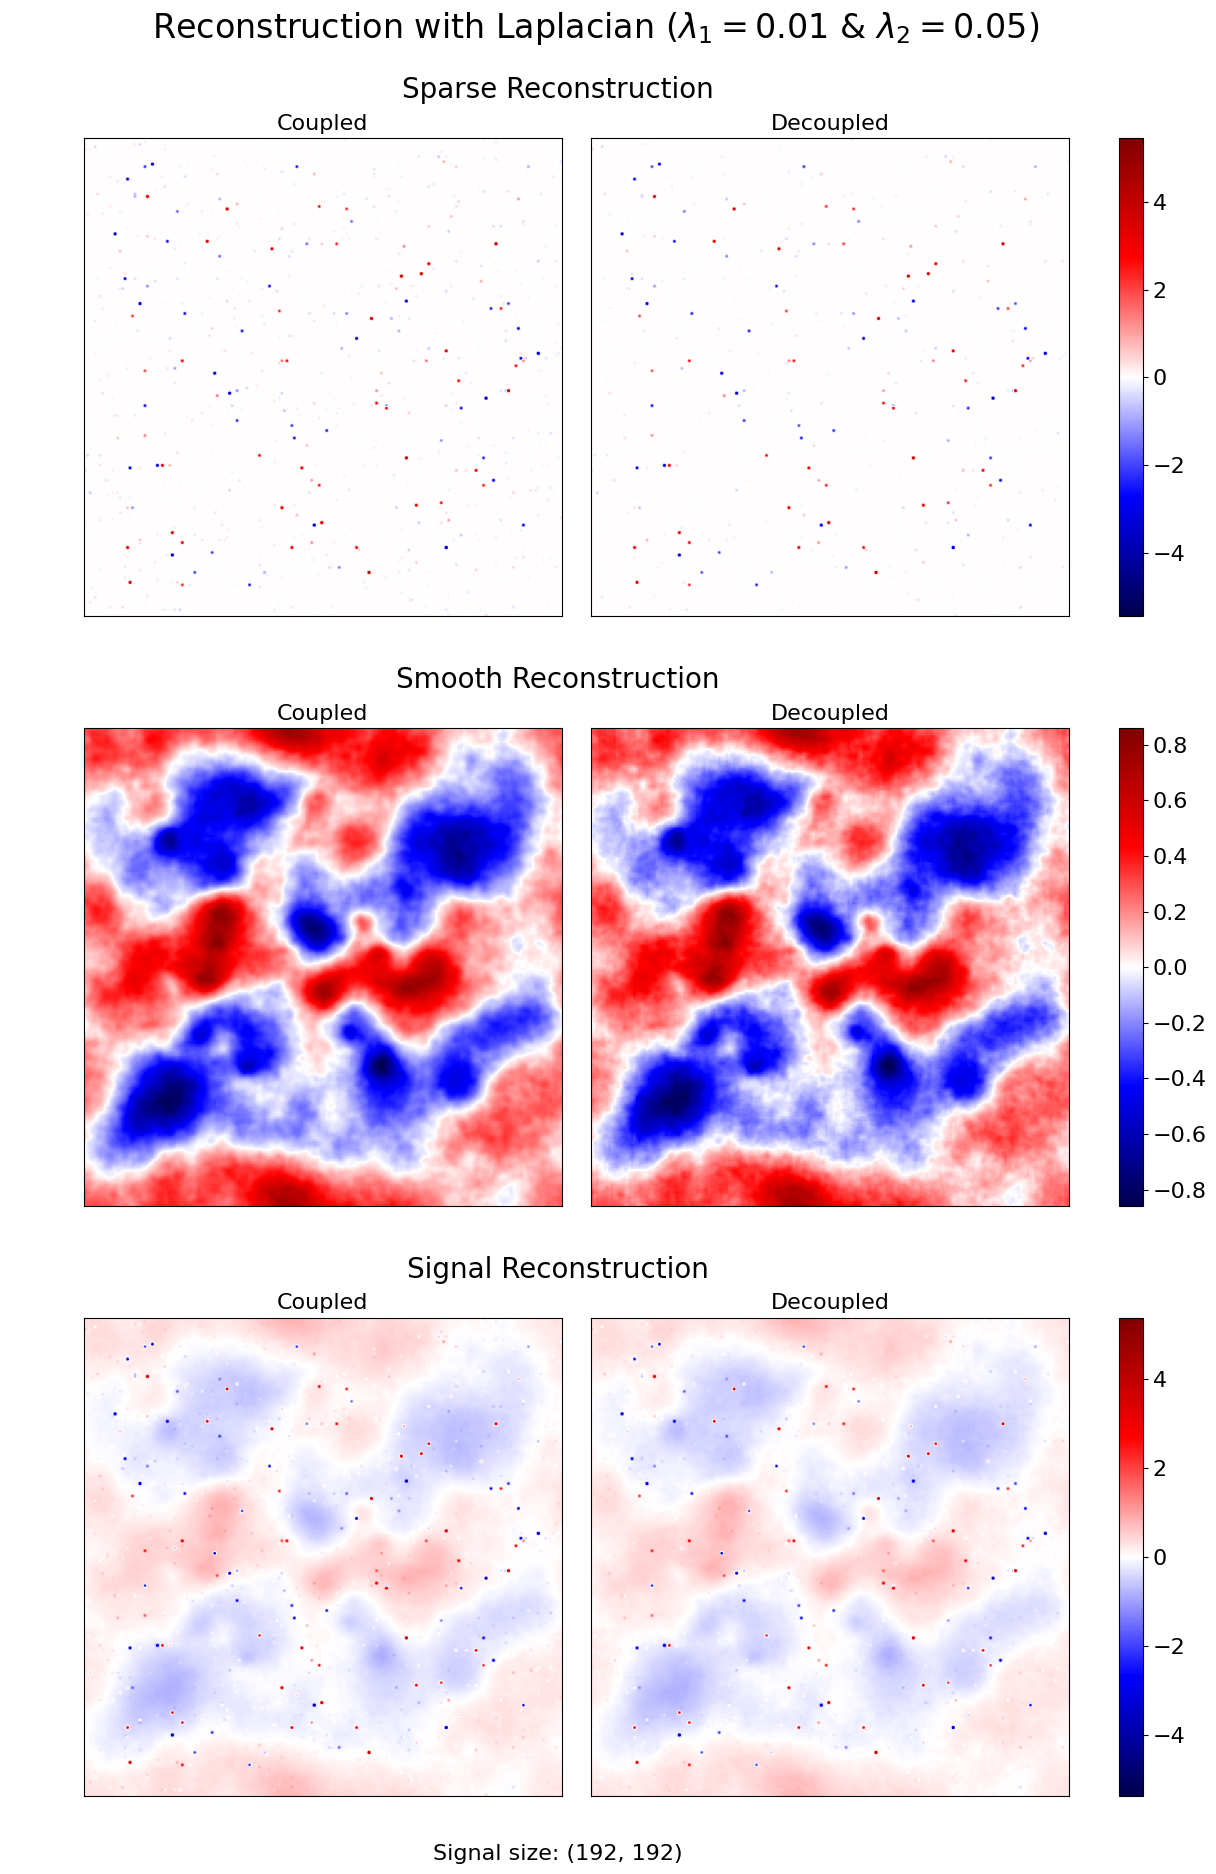 Reconstruction with Laplacian (λ₁ = 0.01 & λ₂ = 0.05)
Sparse Reconstruction
Coupled
Decoupled
4
2
0
−2
−4
Smooth Reconstruction
Coupled
Decoupled
0.8
0.6
0.4
0.2
0.0
−0.2
−0.4
−0.6
−0.8
Signal Reconstruction
Coupled
Decoupled
4
2
0
−2
−4
Signal size: (192, 192)